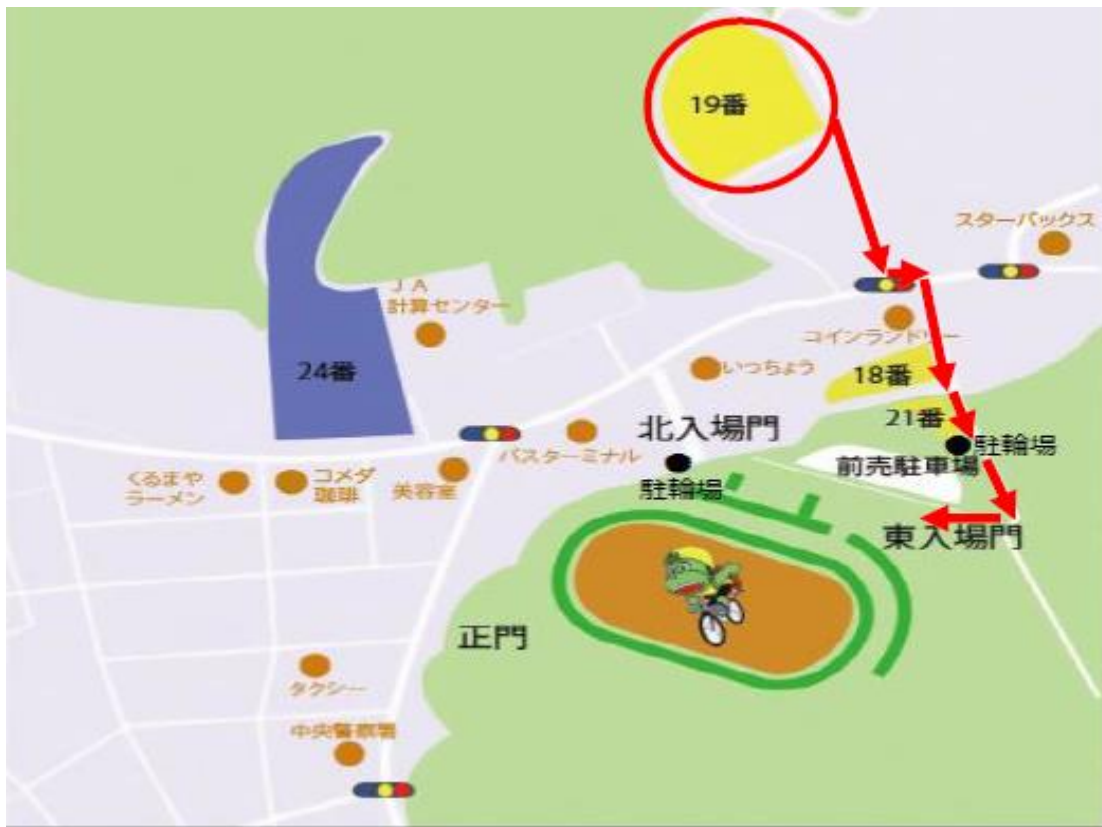 19番
スターバックス
JA
計算センター
コインランドリー
24番
いっちょう
18番
21番
北入場門
駐輪場
バスターミナル
前売駐車場
くるまや
ラーメン
コメダ
珈琲
美容室
駐輪場
東入場門
正門
タクシー
中央警察署